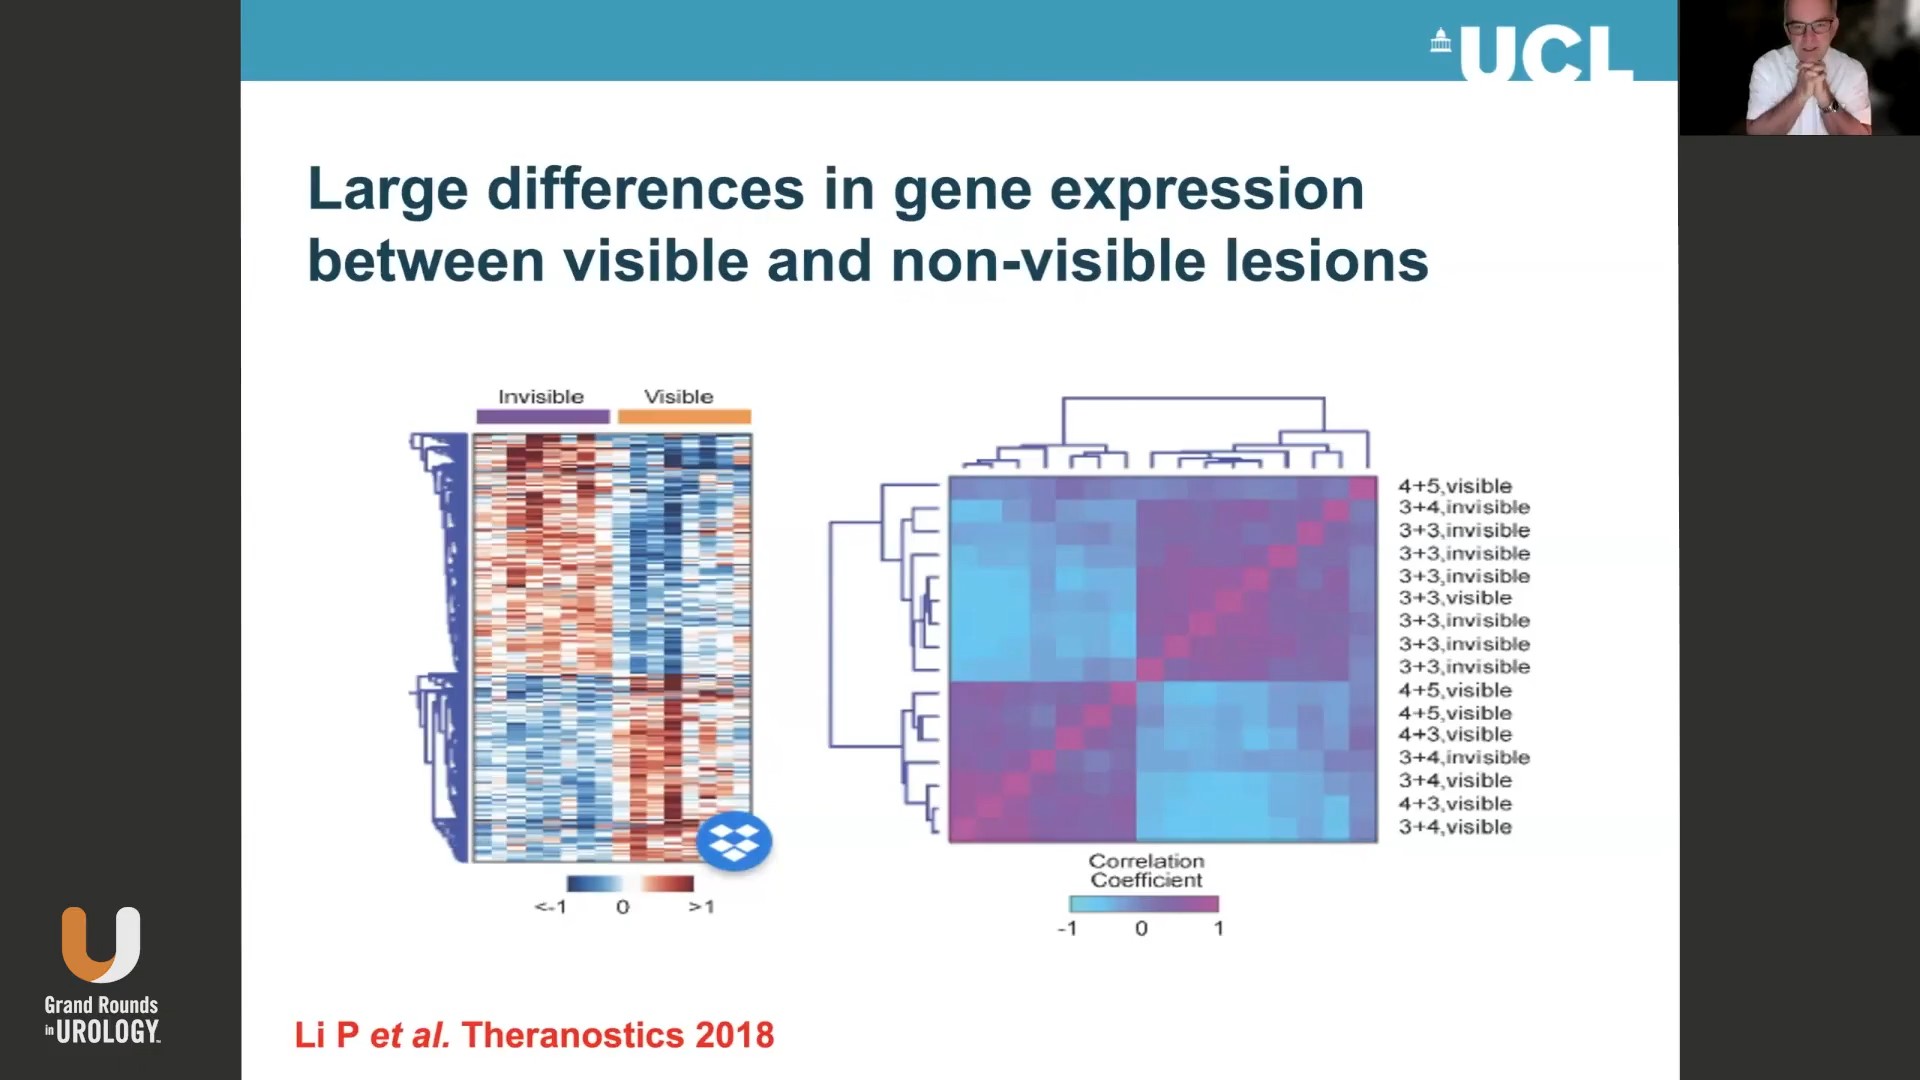 UCL
Large differences in gene expression
between visible and non-visible lesions
Invisible
Visible
<-1 0 >1
4+5,visible
3+4,invisible
3+3,invisible
3+3,invisible
3+3,invisible
3+3,visible
3+3,invisible
3+3,invisible
3+3,invisible
4+5,visible
4+5,visible
4+3,visible
3+4,invisible
3+4,visible
4+3,visible
3+4,visible
Correlation
Coefficient
-1 0 1
Grand Rounds
in UROLOGY
Li P et al. Theranostics 2018